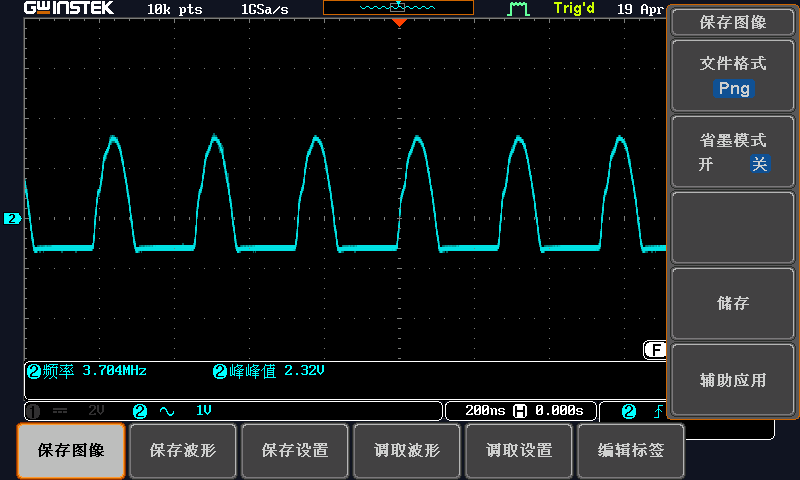 GWINSTEK 10k pts 1GSa/s Trig'd 19 Apr
保存图像
文件格式
Png
省墨模式
开 关
2
储存
F
辅助应用
2 频率 3.704MHz 2 峰峰值 2.32V
1 2V 2 1V 200ns H 0.000s 2
保存图像 保存波形 保存设置 调取波形 调取设置 编辑标签